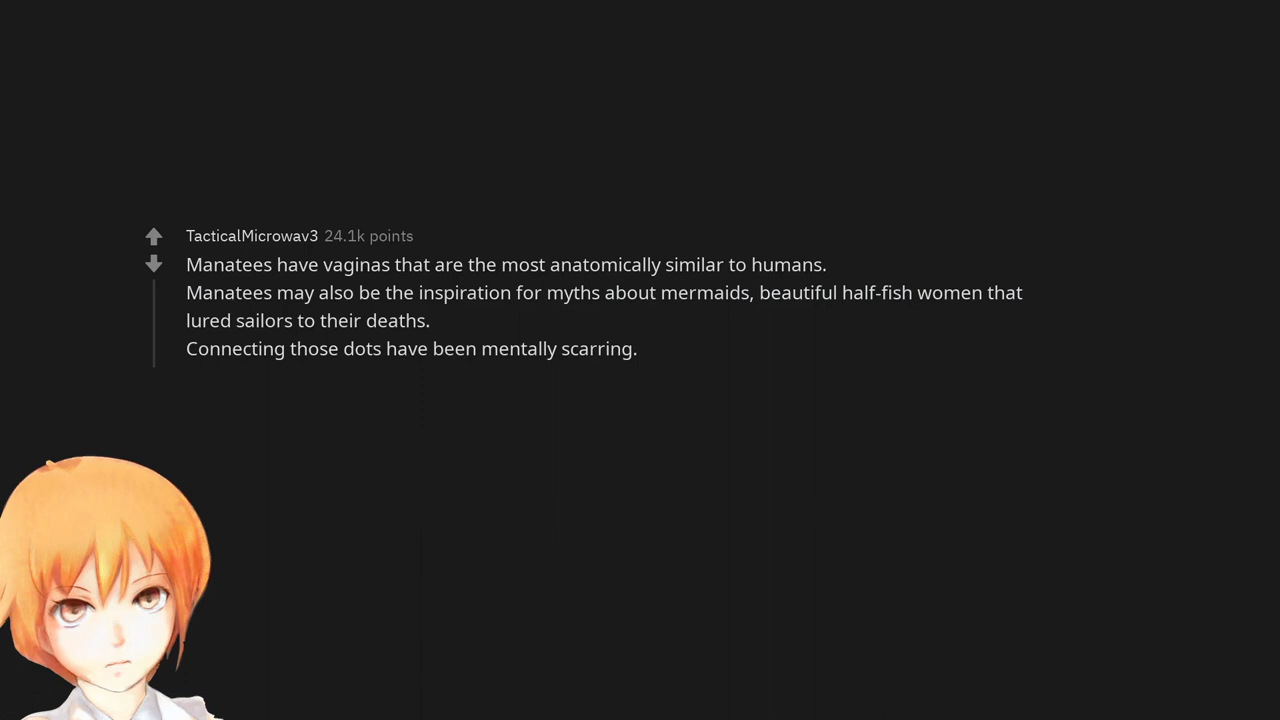 TacticalMicrowav3 24.1k points
Manatees have vaginas that are the most anatomically similar to humans.
Manatees may also be the inspiration for myths about mermaids, beautiful half-fish women that
lured sailors to their deaths.
Connecting those dots have been mentally scarring.